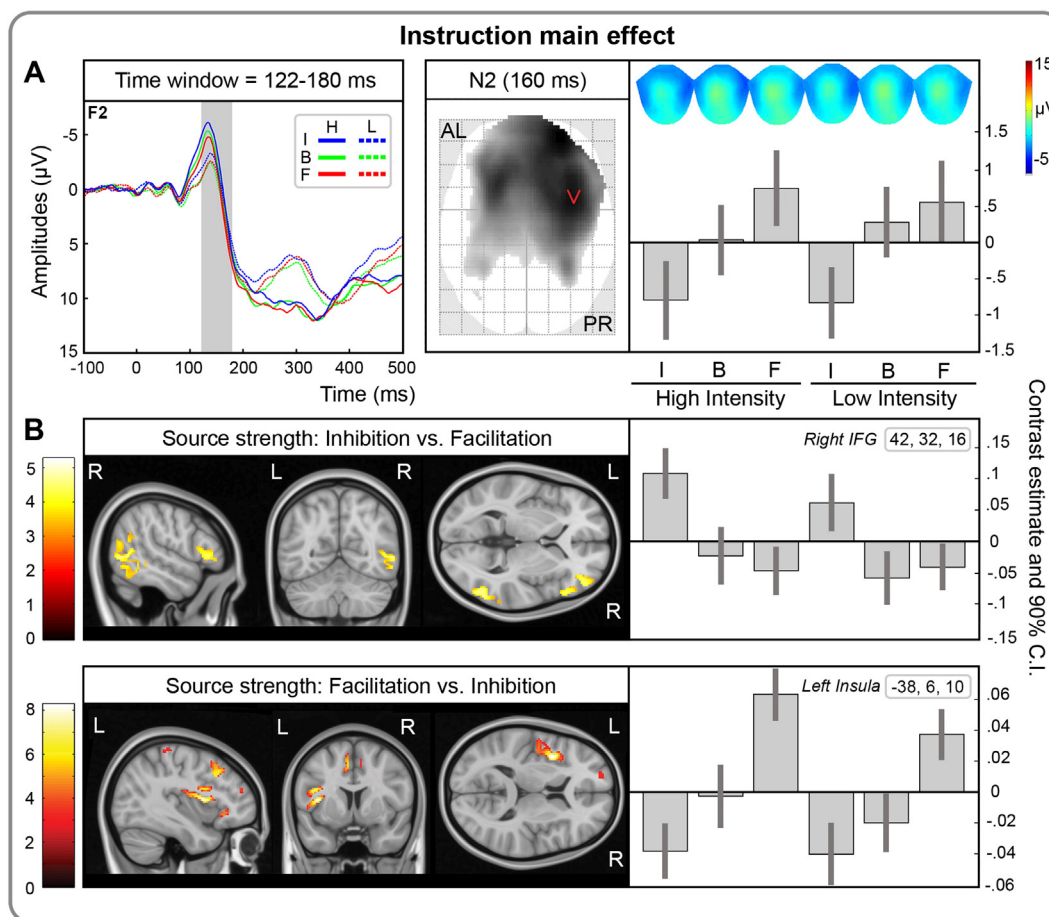 Instruction main effect
A
Time window = 122-180 ms
N2 (160 ms)
F2
H L
I
B
F
-5
0
5
10
15
Amplitudes (µV)
-100 0 100 200 300 400 500
Time (ms)
AL
V
PR
15
µV
-5
1.5
1
.5
0
-.5
-1
-1.5
I B F I B F
High Intensity Low Intensity
Contrast estimate and 90% C.I.
B
Source strength: Inhibition vs. Facilitation
Right IFG 42, 32, 16
5
4
3
2
1
0
R L R L
R
.15
.1
.05
0
-.05
-.1
-.15
Source strength: Facilitation vs. Inhibition
Left Insula -38, 6, 10
8
6
4
2
0
L L R L
R
.06
.04
.02
0
-.02
-.04
-.06